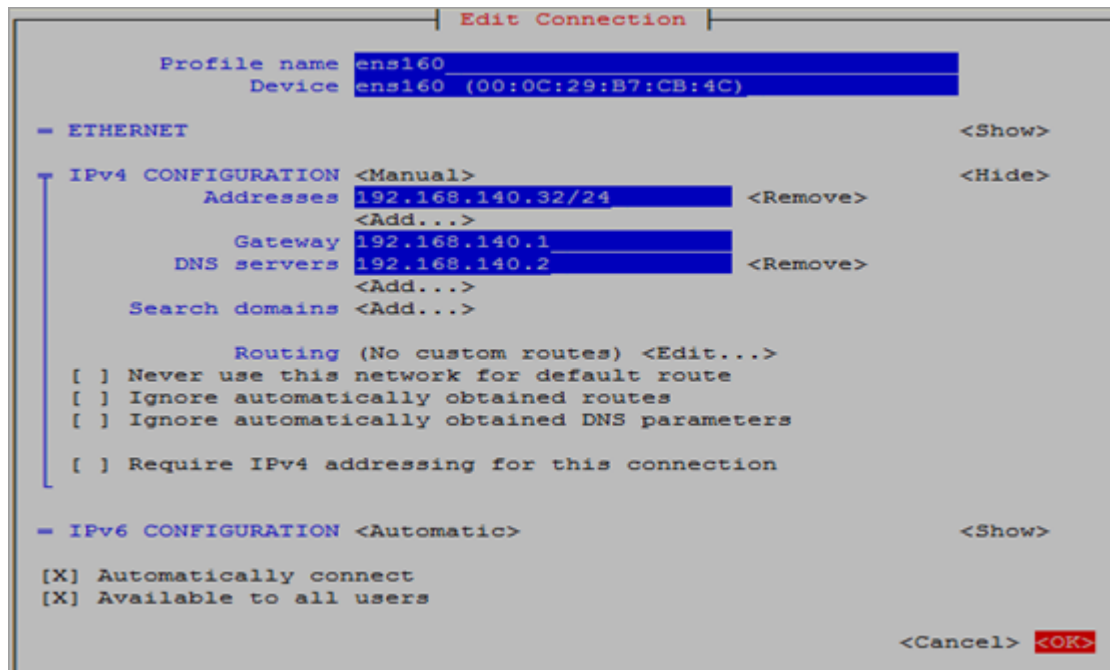 Edit Connection
Profile name ens160
Device ens160 (00:0C:29:B7:CB:4C)
ETHERNET <Show>
IPv4 CONFIGURATION <Manual> <Hide>
Addresses 192.168.140.32/24 <Remove>
<Add...>
Gateway 192.168.140.1
DNS servers 192.168.140.2 <Remove>
<Add...>
Search domains <Add...>
Routing (No custom routes) <Edit...>
[ ] Never use this network for default route
[ ] Ignore automatically obtained routes
[ ] Ignore automatically obtained DNS parameters
[ ] Require IPv4 addressing for this connection
IPv6 CONFIGURATION <Automatic> <Show>
[X] Automatically connect
[X] Available to all users
<Cancel> <OK>